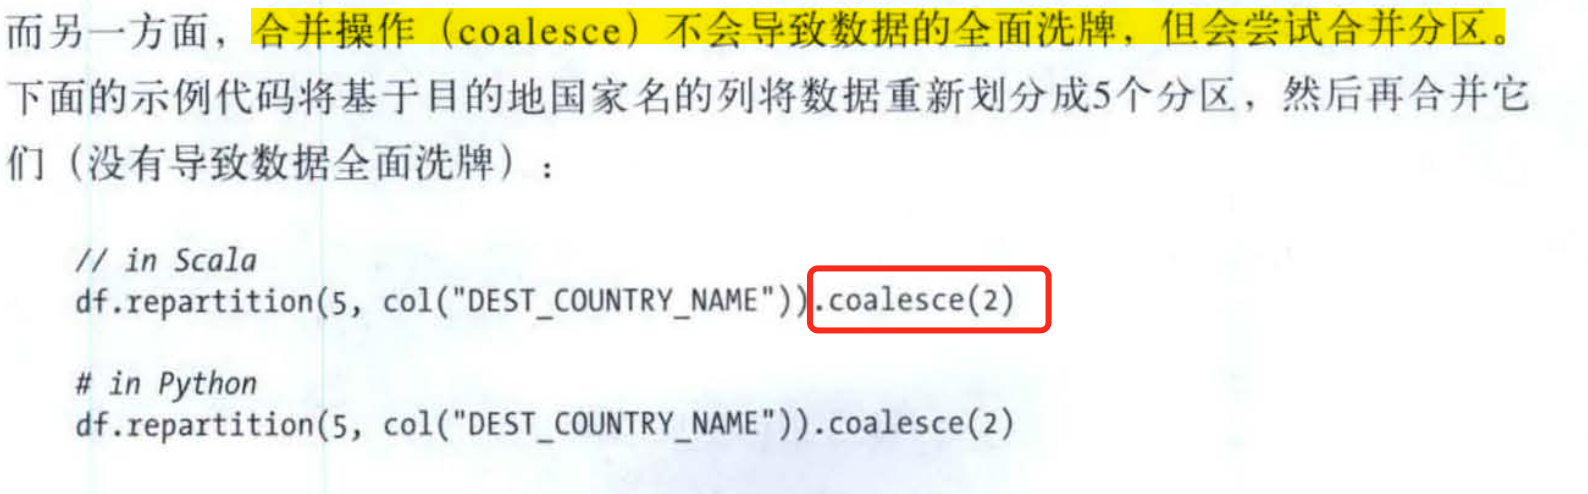 而另一方面，合并操作（coalesce）不会导致数据的全面洗牌，但会尝试合并分区。
下面的示例代码将基于目的地国家名的列将数据重新划分成5个分区，然后再合并它
们（没有导致数据全面洗牌）：
// in Scala
df.repartition(5, col("DEST_COUNTRY_NAME")).coalesce(2)
# in Python
df.repartition(5, col("DEST_COUNTRY_NAME")).coalesce(2)